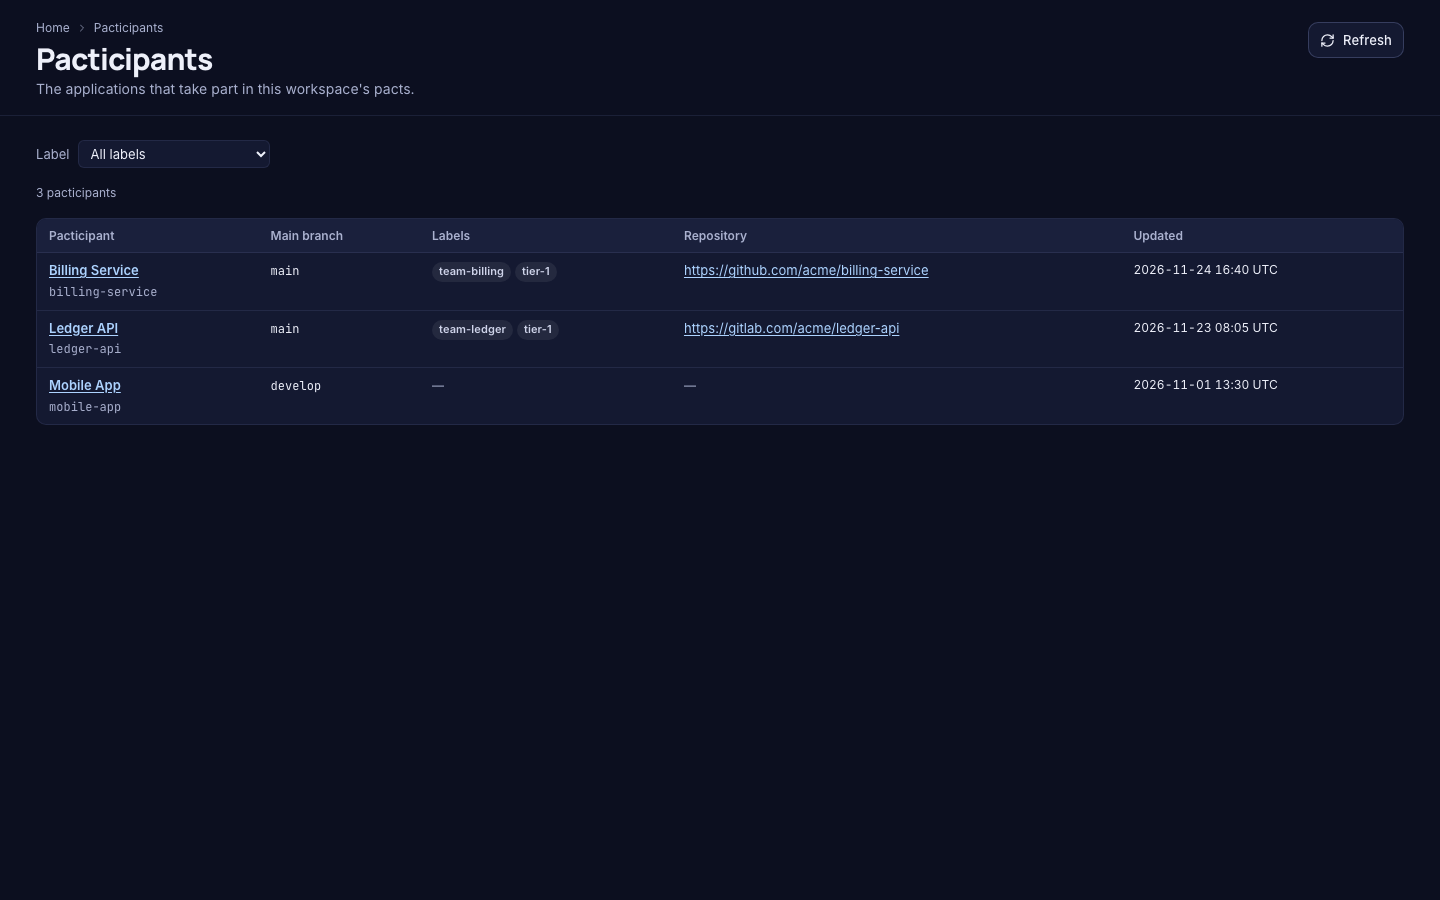 Home > Pacticipants
Pacticipants
The applications that take part in this workspace's pacts.
Refresh
Label All labels
3 pacticipants
Pacticipant Main branch Labels Repository Updated
Billing Service main team-billing tier-1 https://github.com/acme/billing-service 2026-11-24 16:40 UTC
billing-service
Ledger API main team-ledger tier-1 https://gitlab.com/acme/ledger-api 2026-11-23 08:05 UTC
ledger-api
Mobile App develop — — 2026-11-01 13:30 UTC
mobile-app